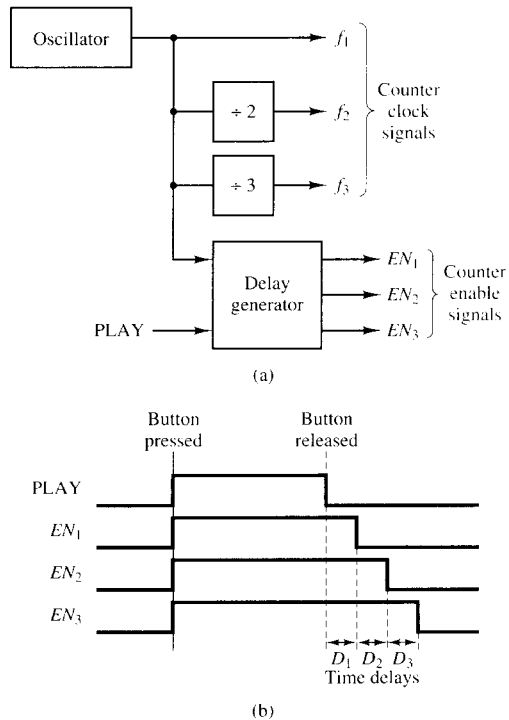 Oscillator
f₁
÷ 2
f₂
Counter
clock
signals
÷ 3
f₃
Delay
generator
PLAY
EN₁
EN₂
EN₃
Counter
enable
signals
(a)
Button
pressed
Button
released
PLAY
EN₁
EN₂
EN₃
D₁ D₂ D₃
Time delays
(b)